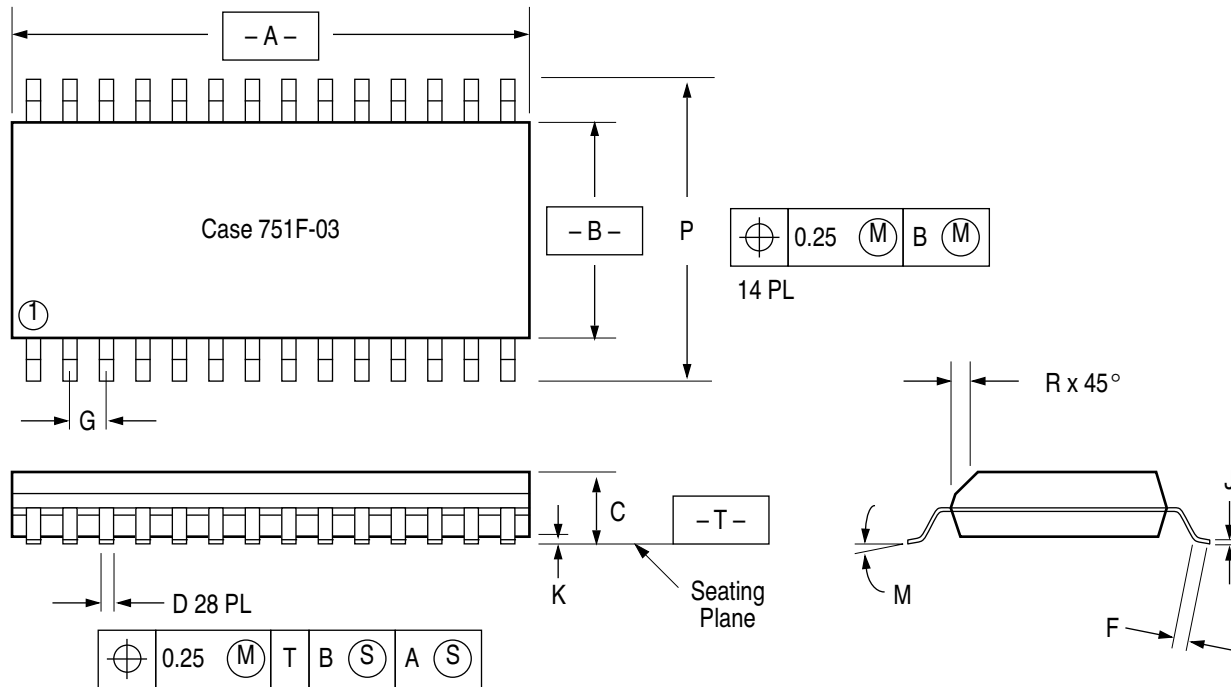 – A –
Case 751F-03
1
– B –
P
⌖ 0.25 Ⓜ B Ⓜ
14 PL
G
R x 45°
C
– T –
J
K
Seating
Plane
M
F
D 28 PL
⌖ 0.25 Ⓜ T B Ⓢ A Ⓢ